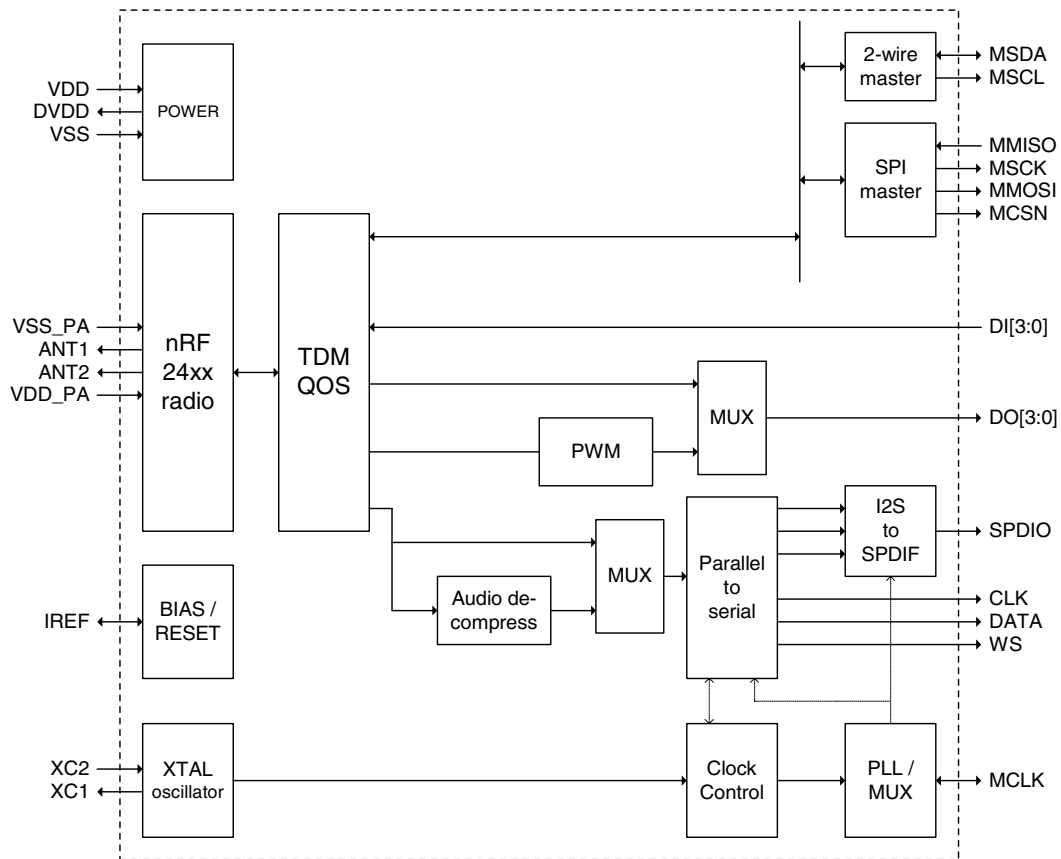 VDD
DVDD
VSS
POWER
2-wire
master
MSDA
MSCL
SPI
master
MMISO
MSCK
MMOSI
MCSN
VSS_PA
ANT1
ANT2
VDD_PA
nRF
24xx
radio
TDM
QOS
DI[3:0]
MUX
DO[3:0]
PWM
I2S
to
SPDIF
SPDIO
Parallel
to
serial
MUX
Audio de-
compress
CLK
DATA
WS
IREF
BIAS /
RESET
XC2
XC1
XTAL
oscillator
Clock
Control
PLL /
MUX
MCLK